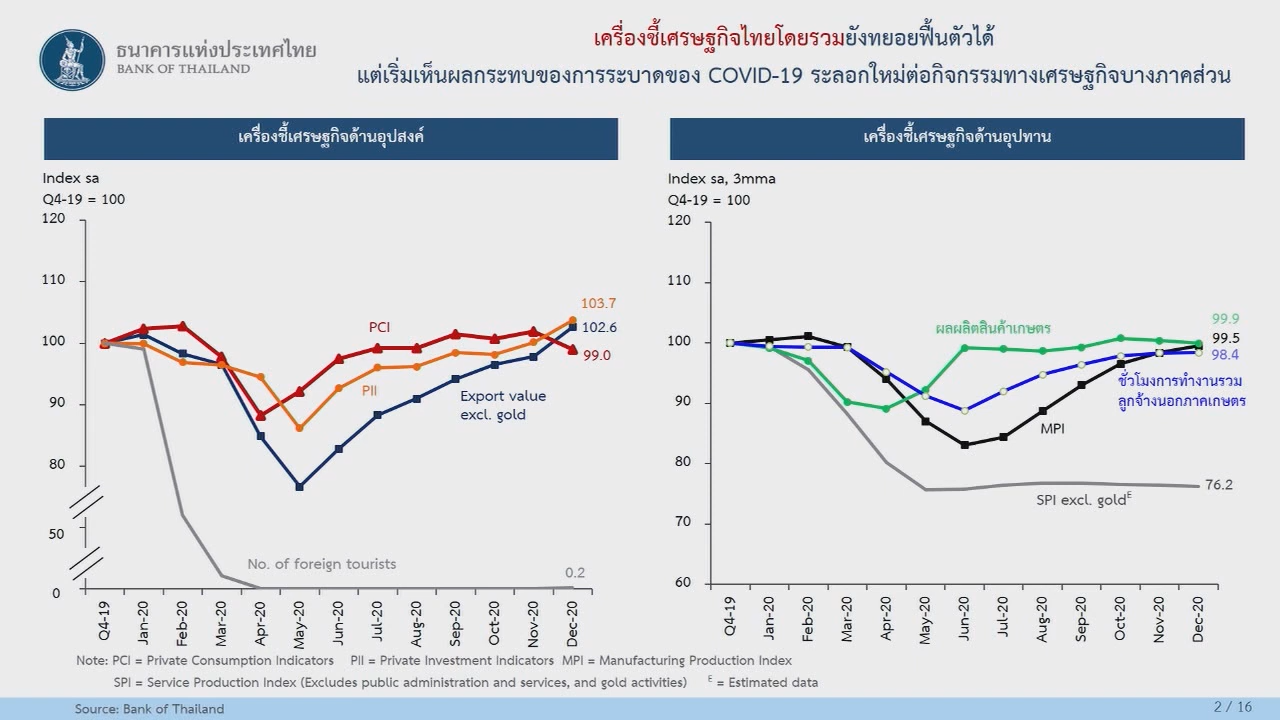 ธนาคารแห่งประเทศไทย
BANK OF THAILAND
เครื่องชี้เศรษฐกิจไทยโดยรวมยังทยอยฟื้นตัวได้
แต่เริ่มเห็นผลกระทบของการระบาดของ COVID-19 ระลอกใหม่ต่อกิจกรรมทางเศรษฐกิจบางภาคส่วน
เครื่องชี้เศรษฐกิจด้านอุปสงค์
Index sa
Q4-19 = 100
120
110
100
90
80
50
0
PCI
PII
Export value
excl. gold
No. of foreign tourists
103.7
102.6
99.0
0.2
Q4-19
Jan-20
Feb-20
Mar-20
Apr-20
May-20
Jun-20
Jul-20
Aug-20
Sep-20
Oct-20
Nov-20
Dec-20
เครื่องชี้เศรษฐกิจด้านอุปทาน
Index sa, 3mma
Q4-19 = 100
120
110
100
90
80
70
60
ผลผลิตสินค้าเกษตร
99.9
99.5
98.4
ชั่วโมงการทำงานรวม
ลูกจ้างนอกภาคเกษตร
MPI
SPI excl. goldᴱ
76.2
Q4-19
Jan-20
Feb-20
Mar-20
Apr-20
May-20
Jun-20
Jul-20
Aug-20
Sep-20
Oct-20
Nov-20
Dec-20
Note: PCI = Private Consumption Indicators PII = Private Investment Indicators MPI = Manufacturing Production Index
SPI = Service Production Index (Excludes public administration and services, and gold activities) ᴱ = Estimated data
Source: Bank of Thailand
2 / 16